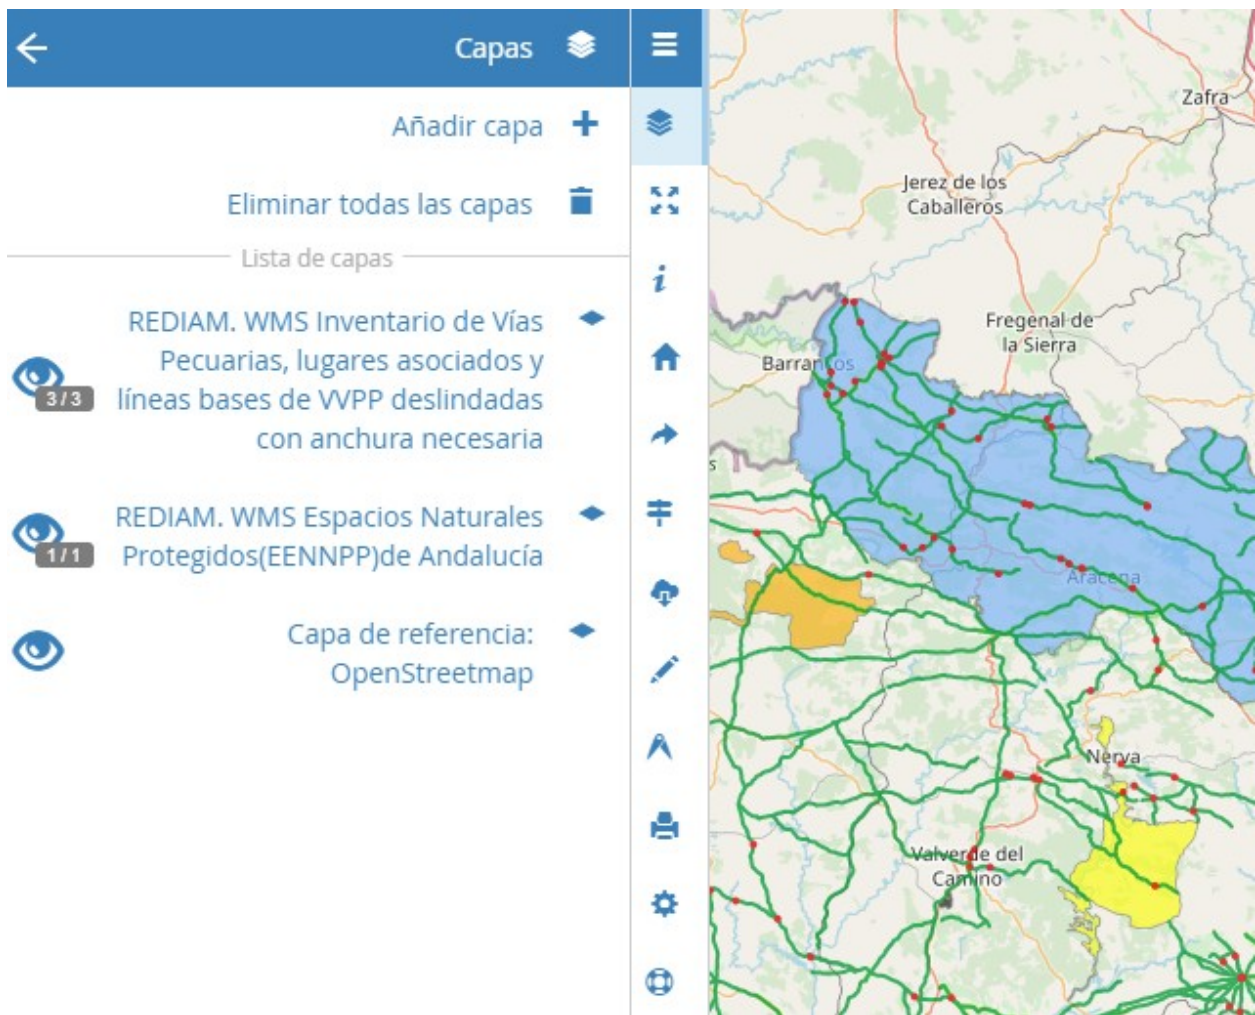 Capas
Añadir capa
Eliminar todas las capas
Lista de capas
REDIAM. WMS Inventario de Vías
Pecuarias, lugares asociados y
líneas bases de VVPP deslindadas
con anchura necesaria
3 / 3
REDIAM. WMS Espacios Naturales
Protegidos(EENNPP)de Andalucía
1 / 1
Capa de referencia:
OpenStreetmap
i
Zafra
Jerez de los
Caballeros
Fregenal de
la Sierra
Barrancos
s
Aracena
Nerva
Valverde del
Camino